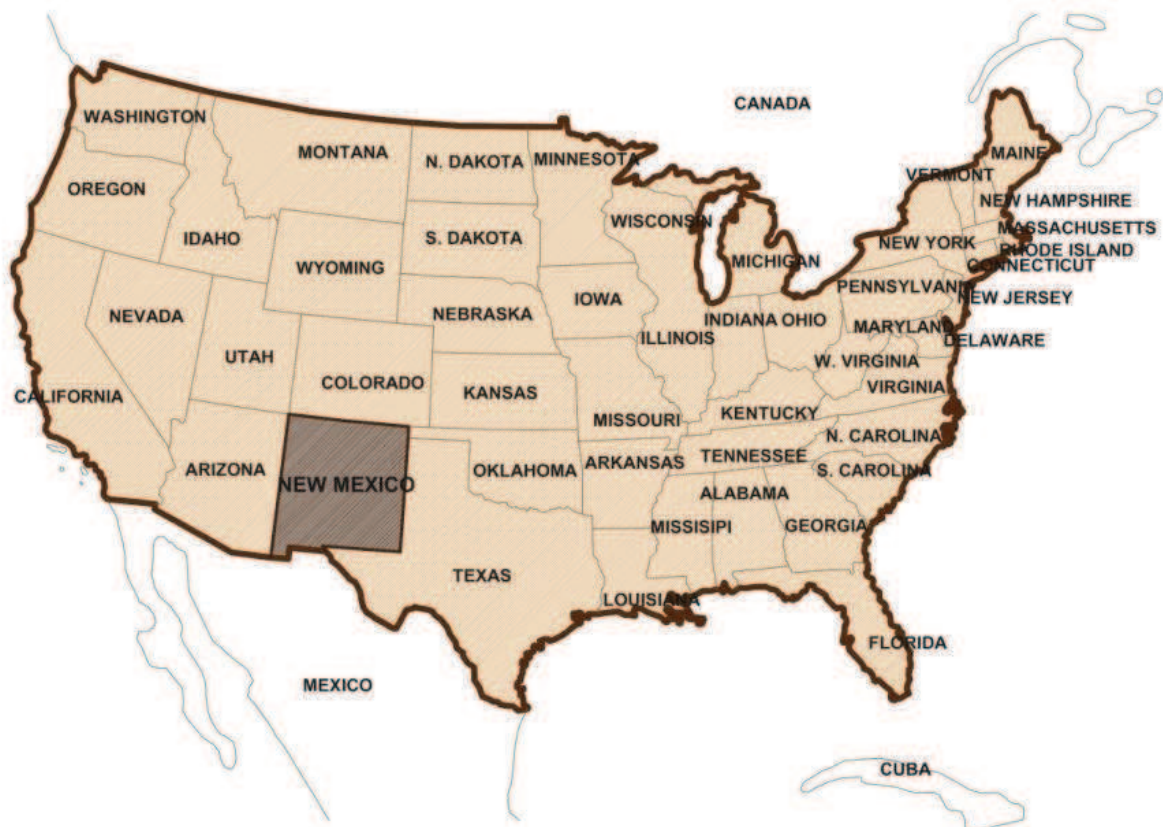 CANADA
WASHINGTON
MONTANA
N. DAKOTA
MINNESOTA
MAINE
VERMONT
OREGON
NEW HAMPSHIRE
WISCONSIN
MASSACHUSETTS
IDAHO
S. DAKOTA
NEW YORK
RHODE ISLAND
MICHIGAN
CONNECTICUT
WYOMING
PENNSYLVANIA
IOWA
NEW JERSEY
NEVADA
NEBRASKA
INDIANA
OHIO
MARYLAND
ILLINOIS
DELAWARE
UTAH
W. VIRGINIA
COLORADO
VIRGINIA
KANSAS
CALIFORNIA
KENTUCKY
MISSOURI
N. CAROLINA
TENNESSEE
ARKANSAS
ARIZONA
OKLAHOMA
S. CAROLINA
NEW MEXICO
ALABAMA
MISSISIPI
GEORGIA
TEXAS
LOUISIANA
FLORIDA
MEXICO
CUBA